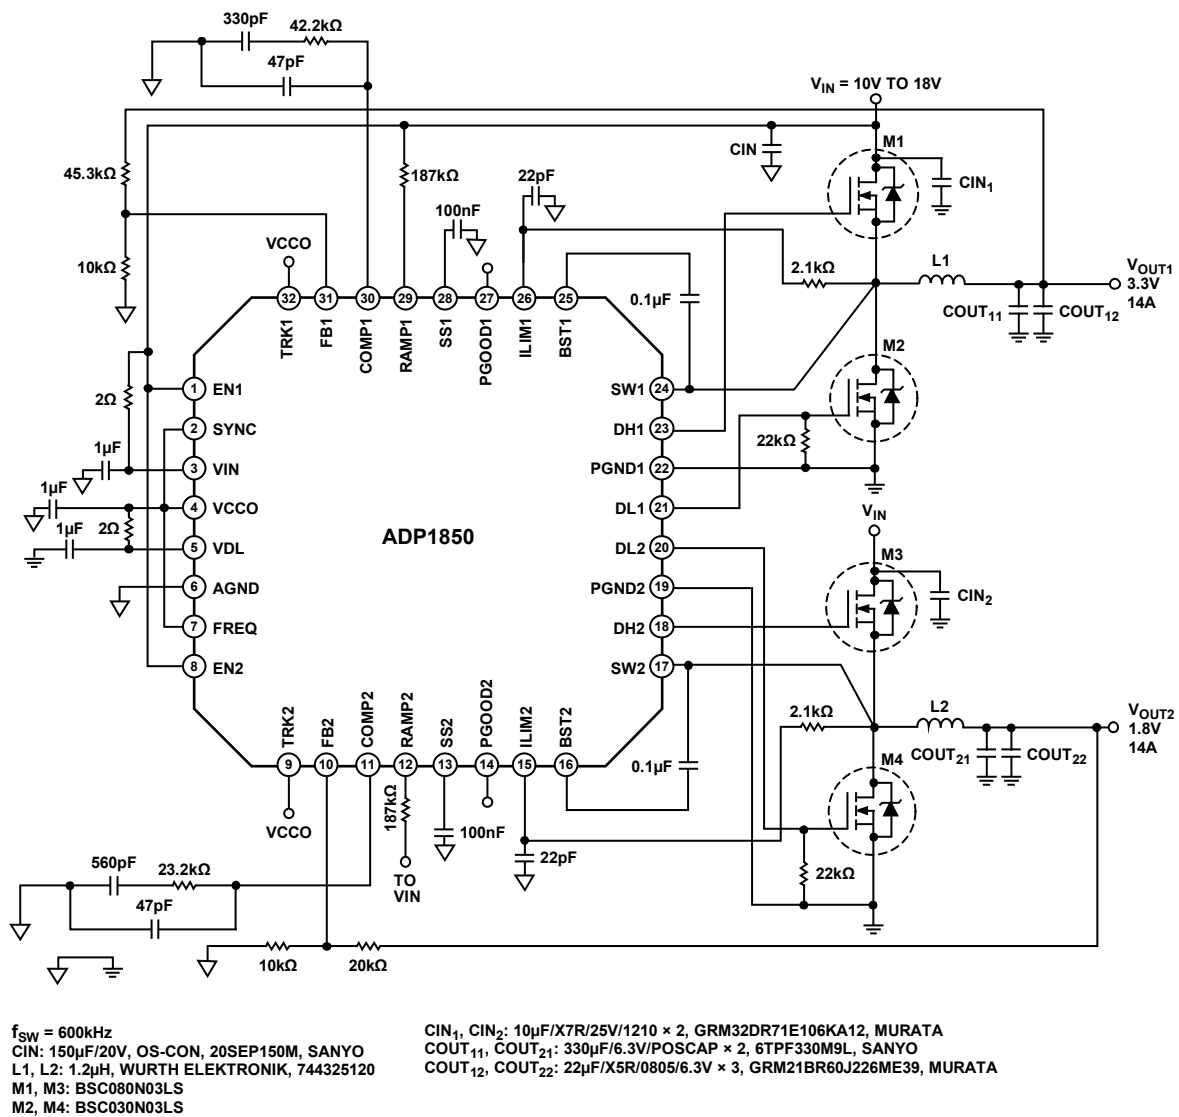 330pF
42.2kΩ
47pF
V_IN = 10V TO 18V
M1
CIN
CIN₁
45.3kΩ
187kΩ
22pF
100nF
VCCO
10kΩ
2.1kΩ
L1
V_OUT1
3.3V
14A
0.1µF
COUT₁₁
COUT₁₂
32
31
30
29
28
27
26
25
TRK1
FB1
COMP1
RAMP1
SS1
PGOOD1
ILIM1
BST1
M2
2Ω
1 EN1
SW1 24
2 SYNC
DH1 23
22kΩ
1µF
3 VIN
PGND1 22
1µF
4 VCCO
DL1 21
V_IN
1µF
2Ω
ADP1850
5 VDL
DL2 20
M3
6 AGND
PGND2 19
CIN₂
7 FREQ
DH2 18
8 EN2
SW2 17
TRK2
FB2
COMP2
RAMP2
SS2
PGOOD2
ILIM2
BST2
9
10
11
12
13
14
15
16
2.1kΩ
L2
V_OUT2
1.8V
14A
COUT₂₁
COUT₂₂
0.1µF
M4
187kΩ
VCCO
100nF
22pF
TO
VIN
22kΩ
560pF
23.2kΩ
47pF
10kΩ
20kΩ
f_SW = 600kHz
CIN: 150µF/20V, OS-CON, 20SEP150M, SANYO
L1, L2: 1.2µH, WURTH ELEKTRONIK, 744325120
M1, M3: BSC080N03LS
M2, M4: BSC030N03LS
CIN₁, CIN₂: 10µF/X7R/25V/1210 × 2, GRM32DR71E106KA12, MURATA
COUT₁₁, COUT₂₁: 330µF/6.3V/POSCAP × 2, 6TPF330M9L, SANYO
COUT₁₂, COUT₂₂: 22µF/X5R/0805/6.3V × 3, GRM21BR60J226ME39, MURATA